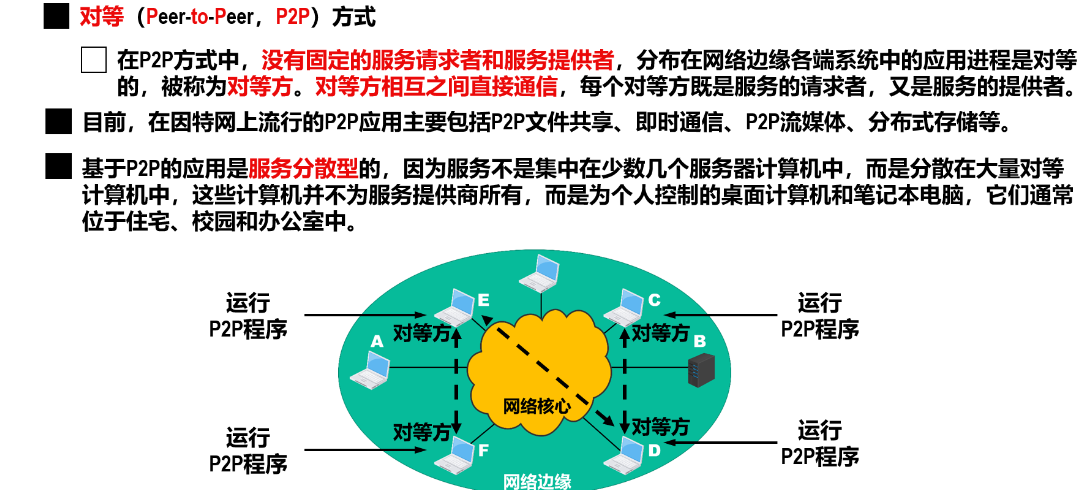 对等（Peer-to-Peer，P2P）方式
在P2P方式中，没有固定的服务请求者和服务提供者，分布在网络边缘各端系统中的应用进程是对等
的，被称为对等方。对等方相互之间直接通信，每个对等方既是服务的请求者，又是服务的提供者。
目前，在因特网上流行的P2P应用主要包括P2P文件共享、即时通信、P2P流媒体、分布式存储等。
基于P2P的应用是服务分散型的，因为服务不是集中在少数几个服务器计算机中，而是分散在大量对等
计算机中，这些计算机并不为服务提供商所有，而是为个人控制的桌面计算机和笔记本电脑，它们通常
位于住宅、校园和办公室中。
运行
P2P程序
E
对等方
C
对等方
运行
P2P程序
A
B
网络核心
运行
P2P程序
对等方
F
对等方
D
运行
P2P程序
网络边缘